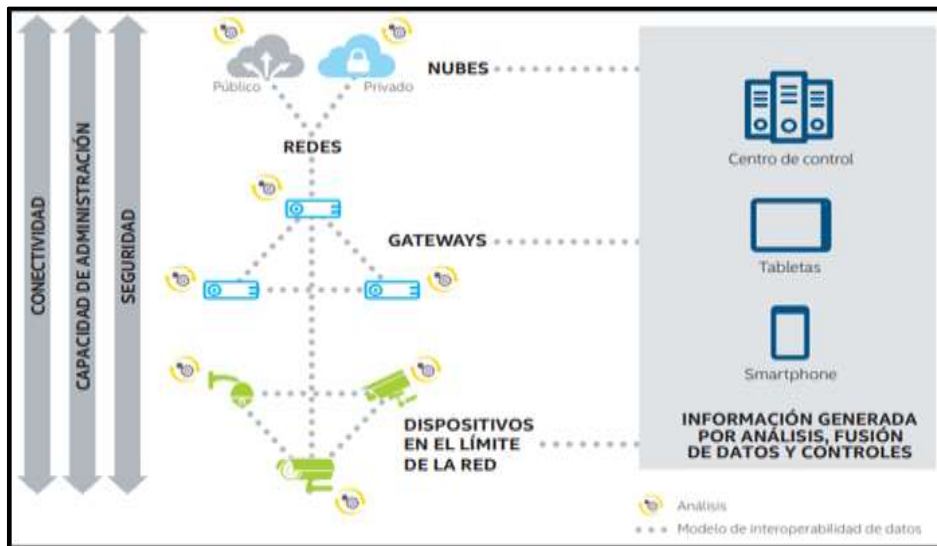 CONECTIVIDAD
CAPACIDAD DE ADMINISTRACIÓN
SEGURIDAD
Público
Privado
NUBES
REDES
GATEWAYS
DISPOSITIVOS
EN EL LÍMITE
DE LA RED
Centro de control
Tabletas
Smartphone
INFORMACIÓN GENERADA
POR ANÁLISIS, FUSIÓN
DE DATOS Y CONTROLES
Análisis
Modelo de interoperabilidad de datos